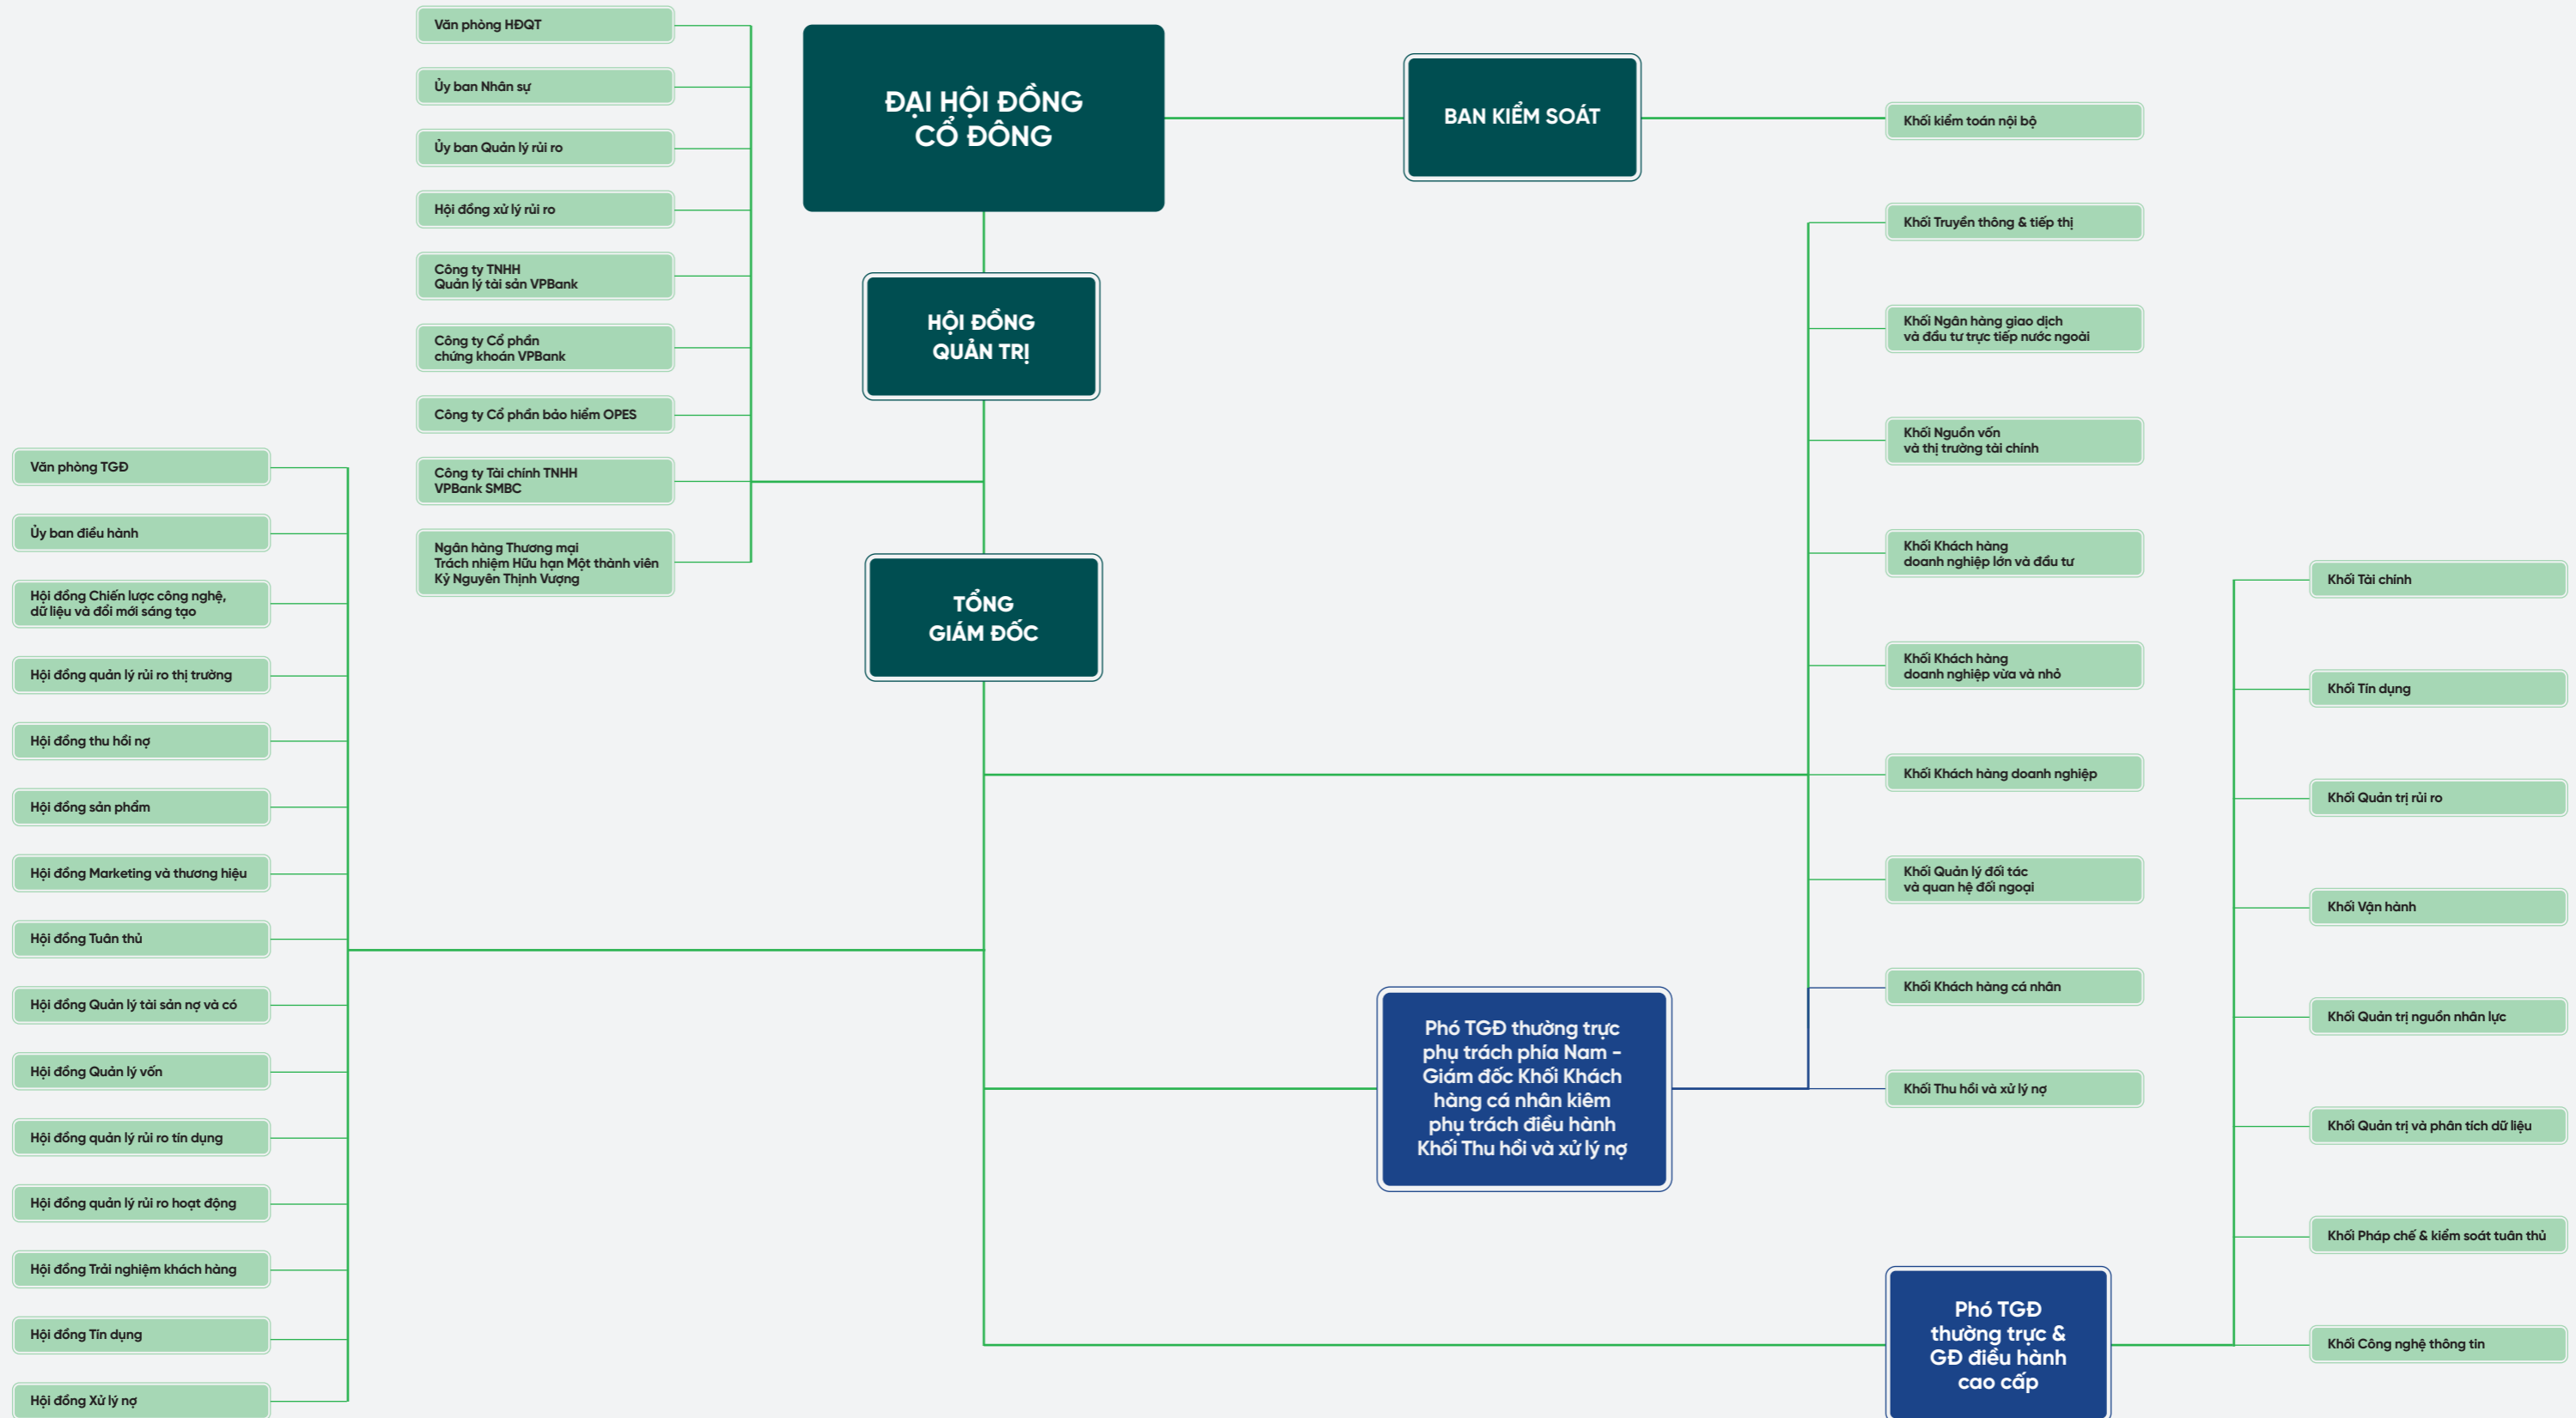 ĐẠI HỘI ĐỒNG
CỔ ĐÔNG
BAN KIỂM SOÁT
Khối kiểm toán nội bộ
HỘI ĐỒNG
QUẢN TRỊ
Văn phòng HĐQT
Ủy ban Nhân sự
Ủy ban Quản lý rủi ro
Hội đồng xử lý rủi ro
Công ty TNHH
Quản lý tài sản VPBank
Công ty Cổ phần
chứng khoán VPBank
Công ty Cổ phần bảo hiểm OPES
Công ty Tài chính TNHH
VPBank SMBC
Ngân hàng Thương mại
Trách nhiệm Hữu hạn Một thành viên
Kỷ Nguyên Thịnh Vượng
TỔNG
GIÁM ĐỐC
Văn phòng TGĐ
Ủy ban điều hành
Hội đồng Chiến lược công nghệ,
dữ liệu và đổi mới sáng tạo
Hội đồng quản lý rủi ro thị trường
Hội đồng thu hồi nợ
Hội đồng sản phẩm
Hội đồng Marketing và thương hiệu
Hội đồng Tuân thủ
Hội đồng Quản lý tài sản nợ và có
Hội đồng Quản lý vốn
Hội đồng quản lý rủi ro tín dụng
Hội đồng quản lý rủi ro hoạt động
Hội đồng Trải nghiệm khách hàng
Hội đồng Tín dụng
Hội đồng Xử lý nợ
Khối Truyền thông & tiếp thị
Khối Ngân hàng giao dịch
và đầu tư trực tiếp nước ngoài
Khối Nguồn vốn
và thị trường tài chính
Khối Khách hàng
doanh nghiệp lớn và đầu tư
Khối Khách hàng
doanh nghiệp vừa và nhỏ
Khối Khách hàng doanh nghiệp
Khối Quản lý đối tác
và quan hệ đối ngoại
Phó TGĐ thường trực
phụ trách phía Nam -
Giám đốc Khối Khách
hàng cá nhân kiêm
phụ trách điều hành
Khối Thu hồi và xử lý nợ
Khối Khách hàng cá nhân
Khối Thu hồi và xử lý nợ
Phó TGĐ
thường trực &
GĐ điều hành
cao cấp
Khối Tài chính
Khối Tín dụng
Khối Quản trị rủi ro
Khối Vận hành
Khối Quản trị nguồn nhân lực
Khối Quản trị và phân tích dữ liệu
Khối Pháp chế & kiểm soát tuân thủ
Khối Công nghệ thông tin